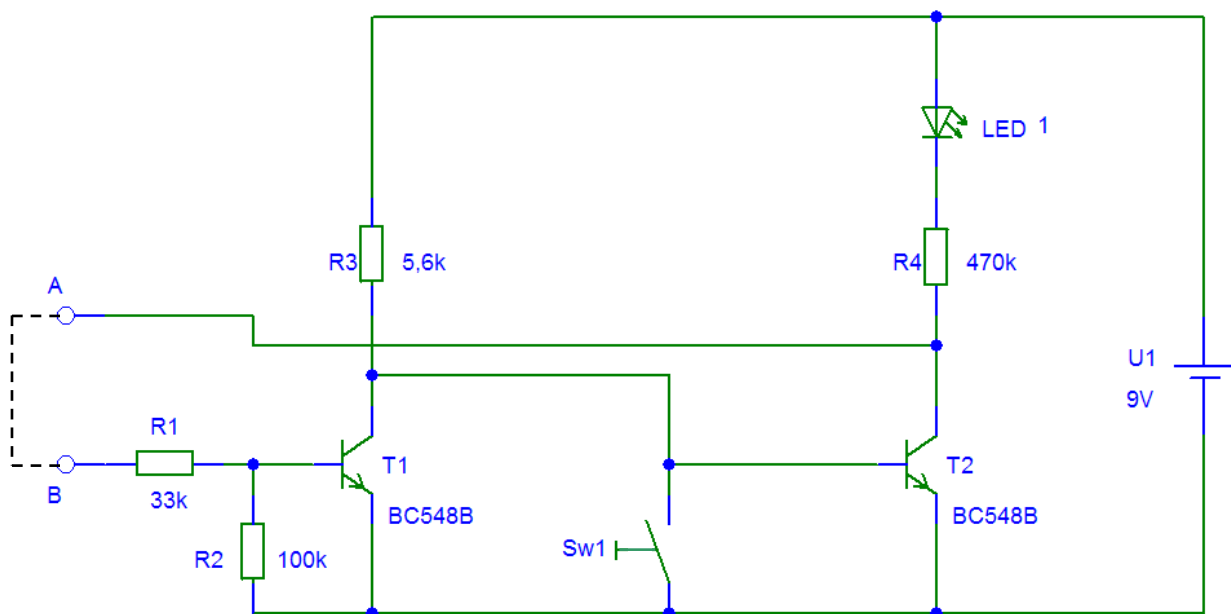 LED 1
R3 5,6k
R4 470k
A
U1
9V
R1
T1
T2
B
33k
BC548B
BC548B
Sw1
R2 100k